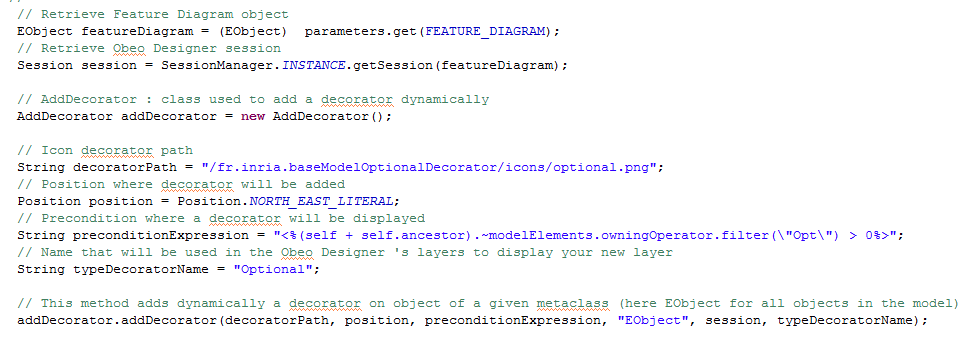 // Retrieve Feature Diagram object
EObject featureDiagram = (EObject)  parameters.get(FEATURE_DIAGRAM);
// Retrieve Obeo Designer session
Session session = SessionManager.INSTANCE.getSession(featureDiagram);
// AddDecorator : class used to add a decorator dynamically
AddDecorator addDecorator = new AddDecorator();
// Icon decorator path
String decoratorPath = "/fr.inria.baseModelOptionalDecorator/icons/optional.png";
// Position where decorator will be added
Position position = Position.NORTH_EAST_LITERAL;
// Precondition where a decorator will be displayed
String preconditionExpression = "<%(self + self.ancestor).~modelElements.owningOperator.filter(\"Opt\") > 0%>";
// Name that will be used in the Obeo Designer 's layers to display your new layer
String typeDecoratorName = "Optional";
// This method adds dynamically a decorator on object of a given metaclass (here EObject for all objects in the model)
addDecorator.addDecorator(decoratorPath, position, preconditionExpression, "EObject", session, typeDecoratorName);